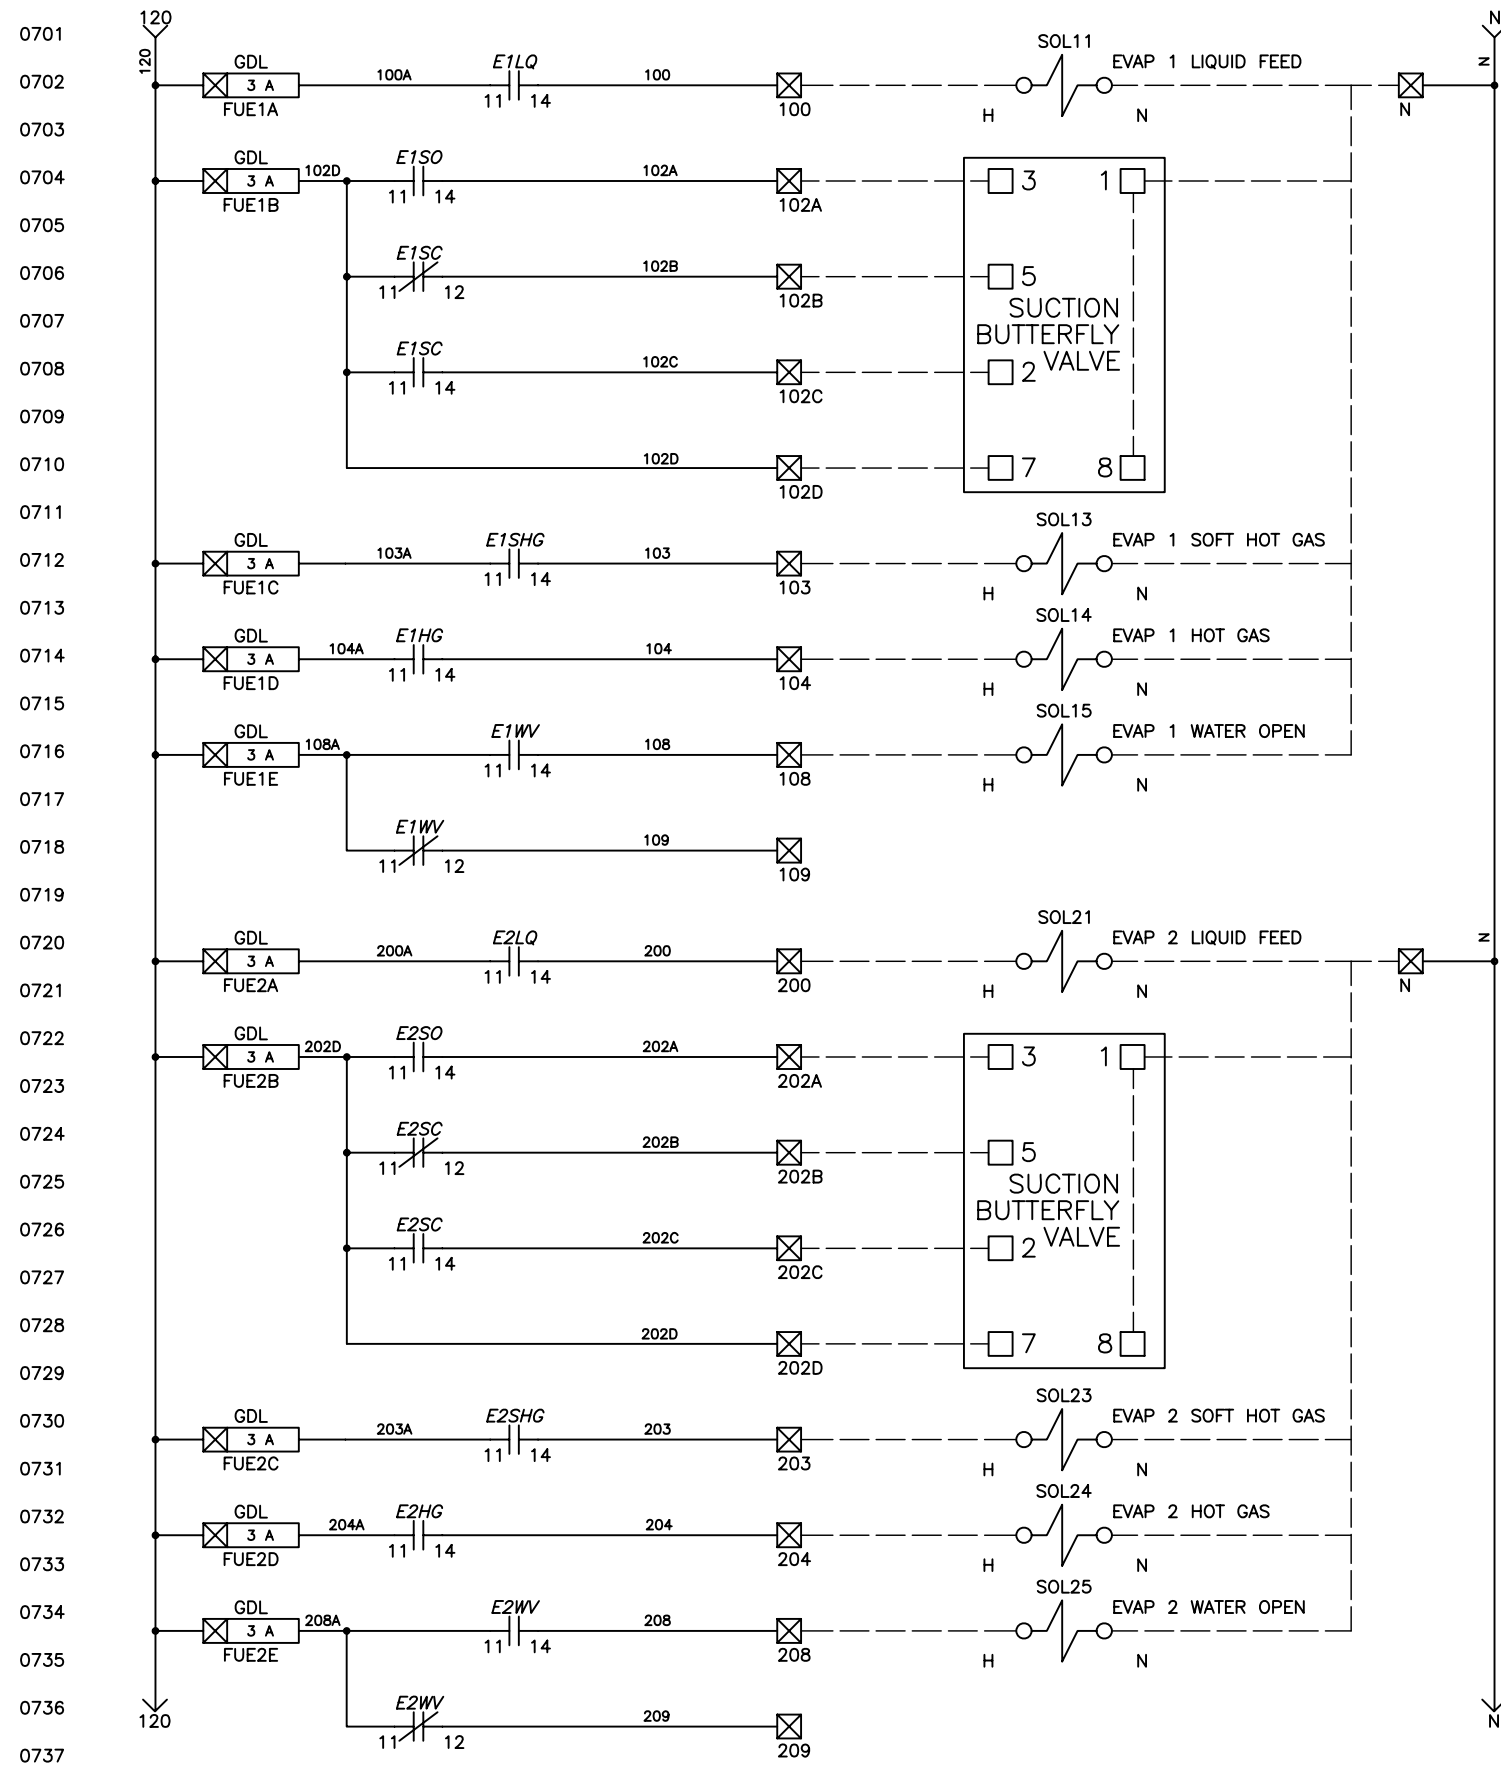 120 N
0701
120 N
GDL E1LQ SOL11 EVAP 1 LIQUID FEED
0702 3 A 100A 100
FUE1A 11 14 100 H N N
0703
GDL E1SO
0704 3 A 102D 102A 3 1
FUE1B 11 14 102A
0705
E1SC
0706 102B 5
11 12 102B
0707 SUCTION
BUTTERFLY
VALVE
E1SC
0708 102C 2
11 14 102C
0709
0710 102D 7 8
102D
0711
GDL E1SHG SOL13 EVAP 1 SOFT HOT GAS
0712 3 A 103A 103
FUE1C 11 14 103 H N
0713
GDL E1HG SOL14 EVAP 1 HOT GAS
0714 3 A 104A 104
FUE1D 11 14 104 H N
0715
GDL E1WV SOL15 EVAP 1 WATER OPEN
0716 3 A 108A 108
FUE1E 11 14 108 H N
0717
E1WV
0718 109
11 12 109
0719
GDL E2LQ SOL21 EVAP 2 LIQUID FEED N
0720 3 A 200A 200
FUE2A 11 14 200 H N N
0721
GDL E2SO
0722 3 A 202D 202A 3 1
FUE2B 11 14 202A
0723
E2SC
0724 202B 5
11 12 202B
0725 SUCTION
BUTTERFLY
VALVE
E2SC
0726 202C 2
11 14 202C
0727
0728 202D 7 8
202D
0729
GDL E2SHG SOL23 EVAP 2 SOFT HOT GAS
0730 3 A 203A 203
FUE2C 11 14 203 H N
0731
GDL E2HG SOL24 EVAP 2 HOT GAS
0732 3 A 204A 204
FUE2D 11 14 204 H N
0733
GDL E2WV SOL25 EVAP 2 WATER OPEN
0734 3 A 208A 208
FUE2E 11 14 208 H N
0735
0736 E2WV 209
120 11 12 209 N
0737